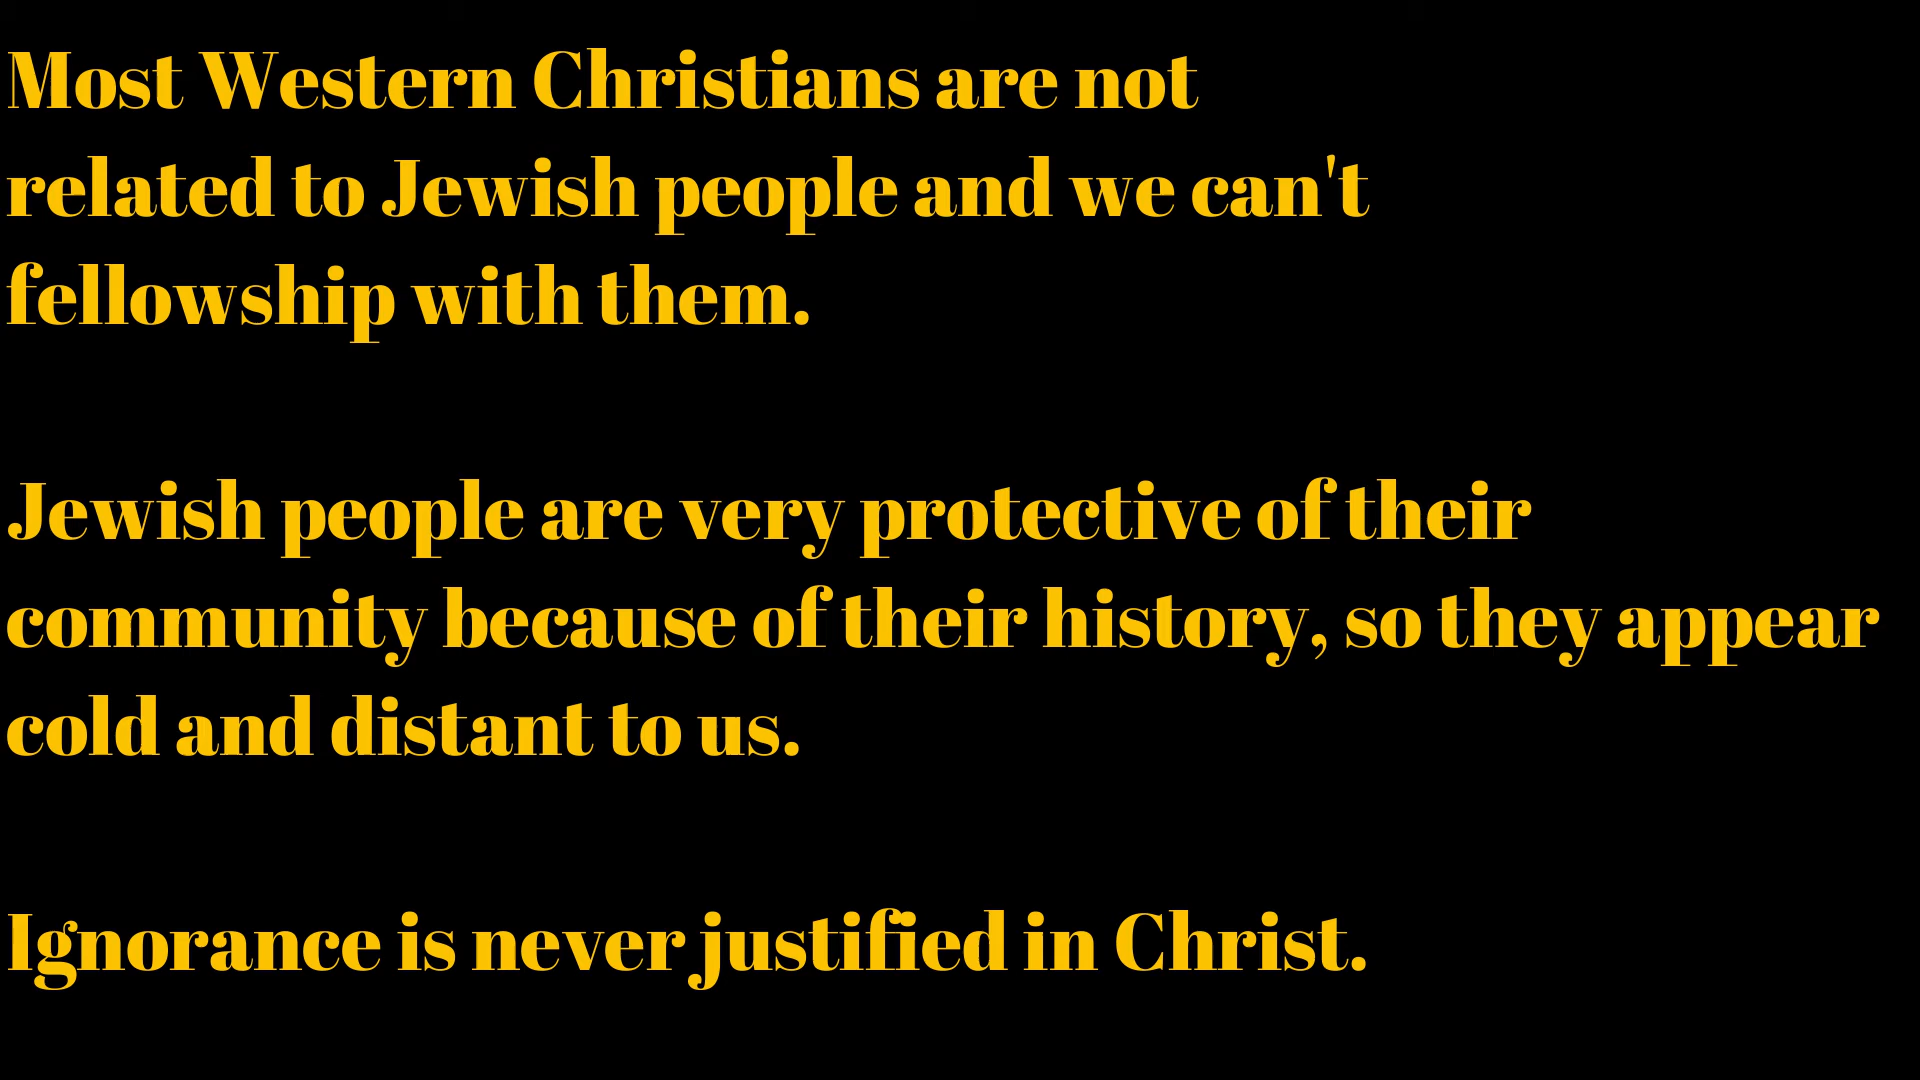 Most Western Christians are not
related to Jewish people and we can't
fellowship with them.
Jewish people are very protective of their
community because of their history, so they appear
cold and distant to us.
Ignorance is never justified in Christ.